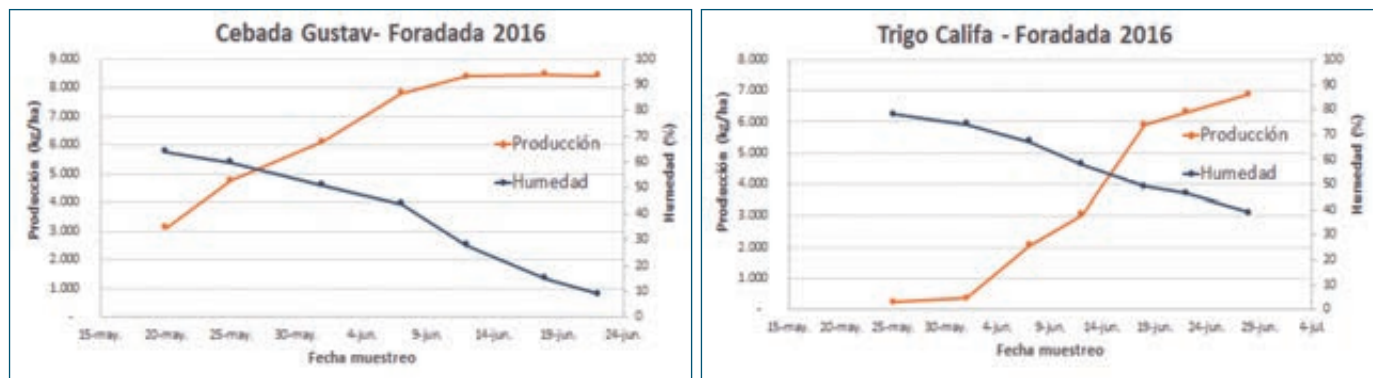 Cebada Gustav- Foradada 2016
Producción (kg/ha)
9.000
8.000
7.000
6.000
5.000
4.000
3.000
2.000
1.000
-
100
90
80
70
60
50
40
30
20
10
0
Humedad (%)
Producción
Humedad
15-may. 20-may. 25-may. 30-may. 4-jun. 9-jun. 14-jun. 19-jun. 24-jun.
Fecha muestreo
Trigo Califa - Foradada 2016
Producción (kg/ha)
8.000
7.000
6.000
5.000
4.000
3.000
2.000
1.000
-
100
90
80
70
60
50
40
30
20
10
0
Humedad (%)
Producción
Humedad
15-may. 20-may. 25-may. 30-may. 4-jun. 9-jun. 14-jun. 19-jun. 24-jun. 29-jun. 4-jul.
Fecha muestreo